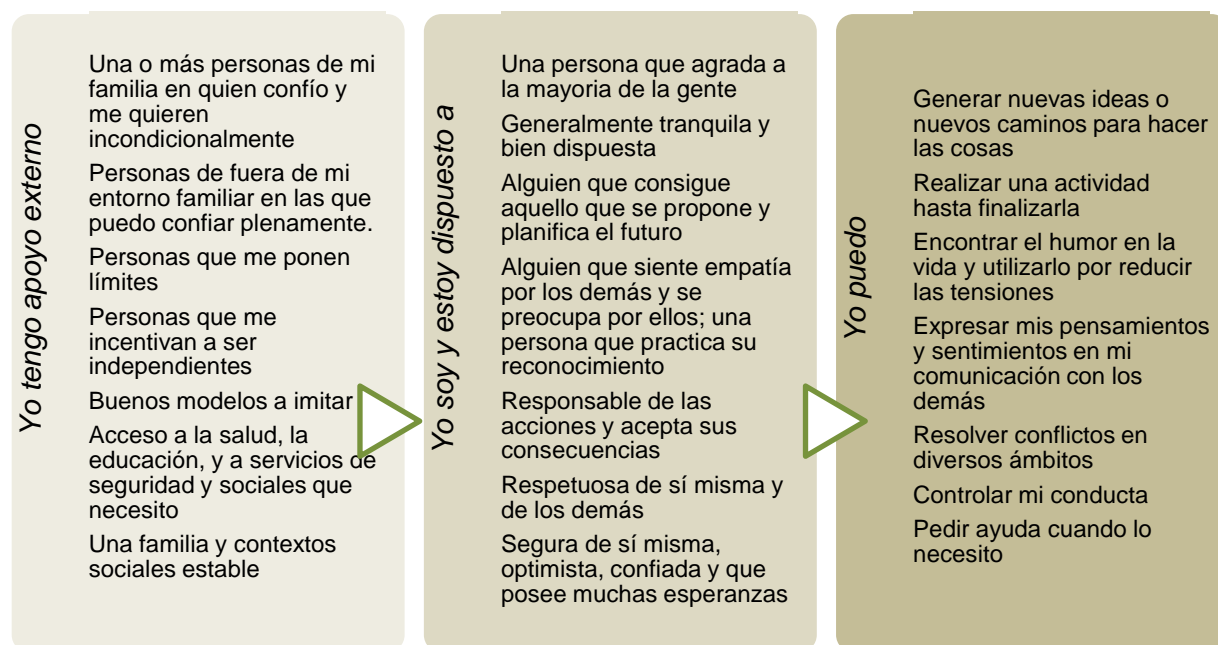 Yo tengo apoyo externo
Una o más personas de mi
familia en quien confío y
me quieren
incondicionalmente
Personas de fuera de mi
entorno familiar en las que
puedo confiar plenamente.
Personas que me ponen
límites
Personas que me
incentivan a ser
independientes
Buenos modelos a imitar
Acceso a la salud, la
educación, y a servicios de
seguridad y sociales que
necesito
Una familia y contextos
sociales estable
Yo soy y estoy dispuesto a
Una persona que agrada a
la mayoria de la gente
Generalmente tranquila y
bien dispuesta
Alguien que consigue
aquello que se propone y
planifica el futuro
Alguien que siente empatía
por los demás y se
preocupa por ellos; una
persona que practica su
reconocimiento
Responsable de las
acciones y acepta sus
consecuencias
Respetuosa de sí misma y
de los demás
Segura de sí misma,
optimista, confiada y que
posee muchas esperanzas
Yo puedo
Generar nuevas ideas o
nuevos caminos para hacer
las cosas
Realizar una actividad
hasta finalizarla
Encontrar el humor en la
vida y utilizarlo por reducir
las tensiones
Expresar mis pensamientos
y sentimientos en mi
comunicación con los
demás
Resolver conflictos en
diversos ámbitos
Controlar mi conducta
Pedir ayuda cuando lo
necesito